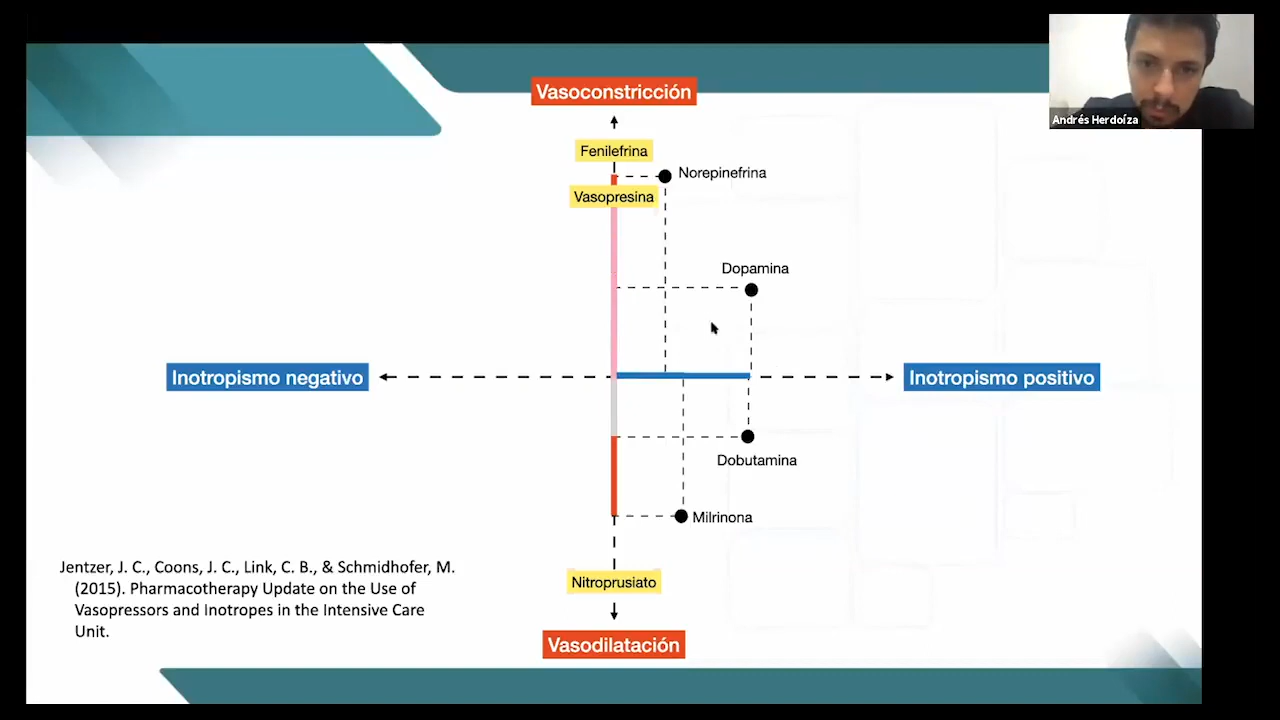 Vasoconstricción
Andrés Herdoíza
Fenilefrina
Norepinefrina
Vasopresina
Dopamina
Inotropismo negativo
Inotropismo positivo
Dobutamina
Milrinona
Jentzer, J. C., Coons, J. C., Link, C. B., & Schmidhofer, M.
(2015). Pharmacotherapy Update on the Use of
Vasopressors and Inotropes in the Intensive Care
Unit.
Nitroprusiato
Vasodilatación